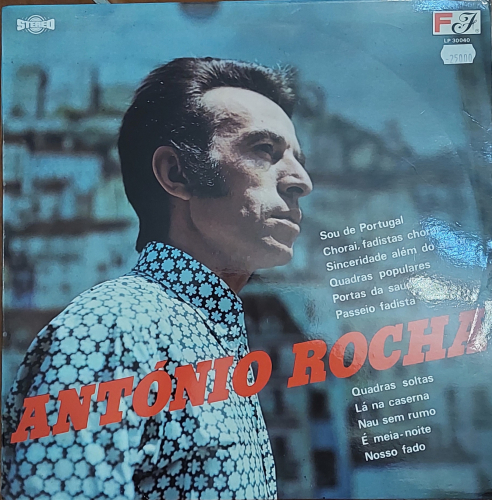 STEREO
FJ
LP 30040
Sou de Portugal
Chorai, fadistas chorai
Sinceridade além do
Quadras populares
Portas da
Passeio fadista
ANTÓNIO ROCHA
Quadras soltas
Lá na caserna
Nau sem rumo
É meia-noite
Nosso fado